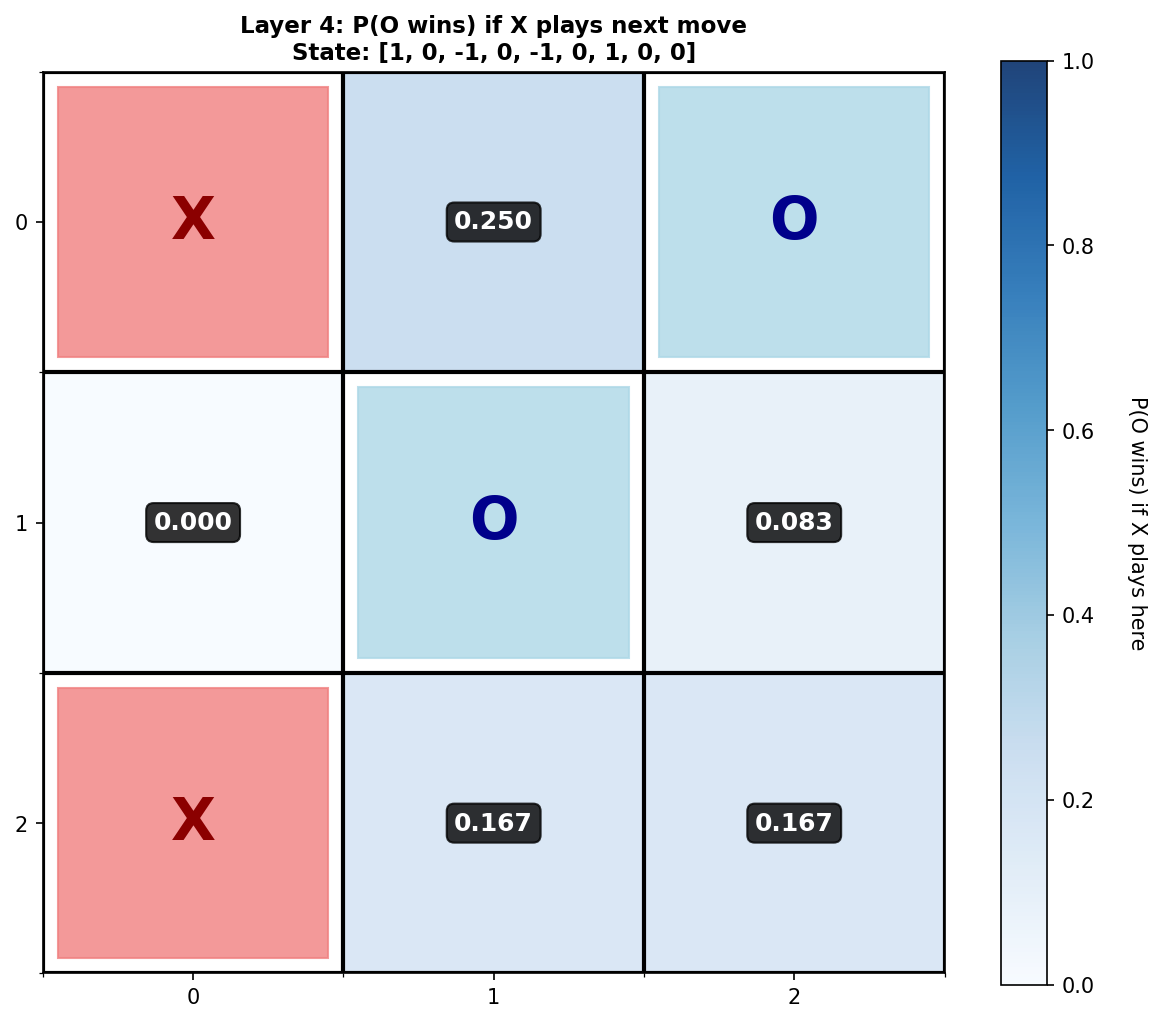 Layer 4: P(O wins) if X plays next move
State: [1, 0, -1, 0, -1, 0, 1, 0, 0]
X
0.250
O
0.000
O
0.083
X
0.167
0.167
0
1
2
0
1
2
1.0
0.8
0.6
0.4
0.2
0.0
P(O wins) if X plays here